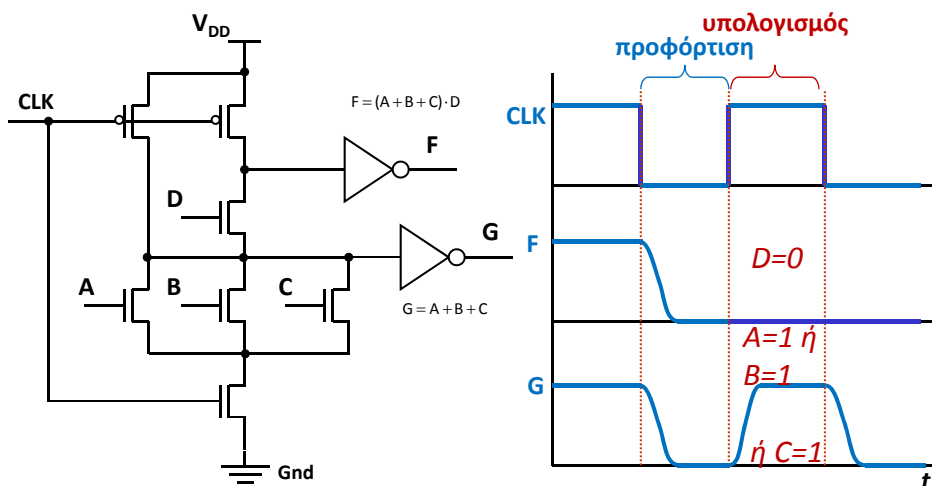 V_DD
CLK
F = (A + B + C) · D
F
D
G
A
B
C
G = A + B + C
Gnd
υπολογισμός
προφόρτιση
CLK
F
D=0
A=1 ή
B=1
G
ή C=1
t